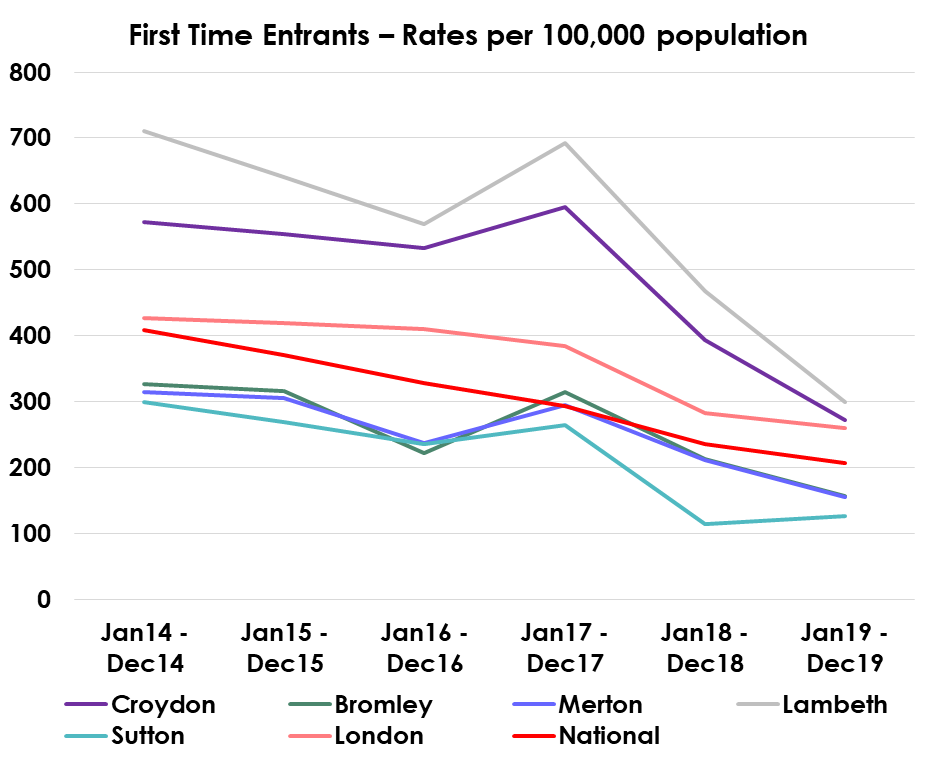 First Time Entrants – Rates per 100,000 population
800
700
600
500
400
300
200
100
0
Jan14 - Dec14
Jan15 - Dec15
Jan16 - Dec16
Jan17 - Dec17
Jan18 - Dec18
Jan19 - Dec19
Croydon Bromley Merton Lambeth
Sutton London National